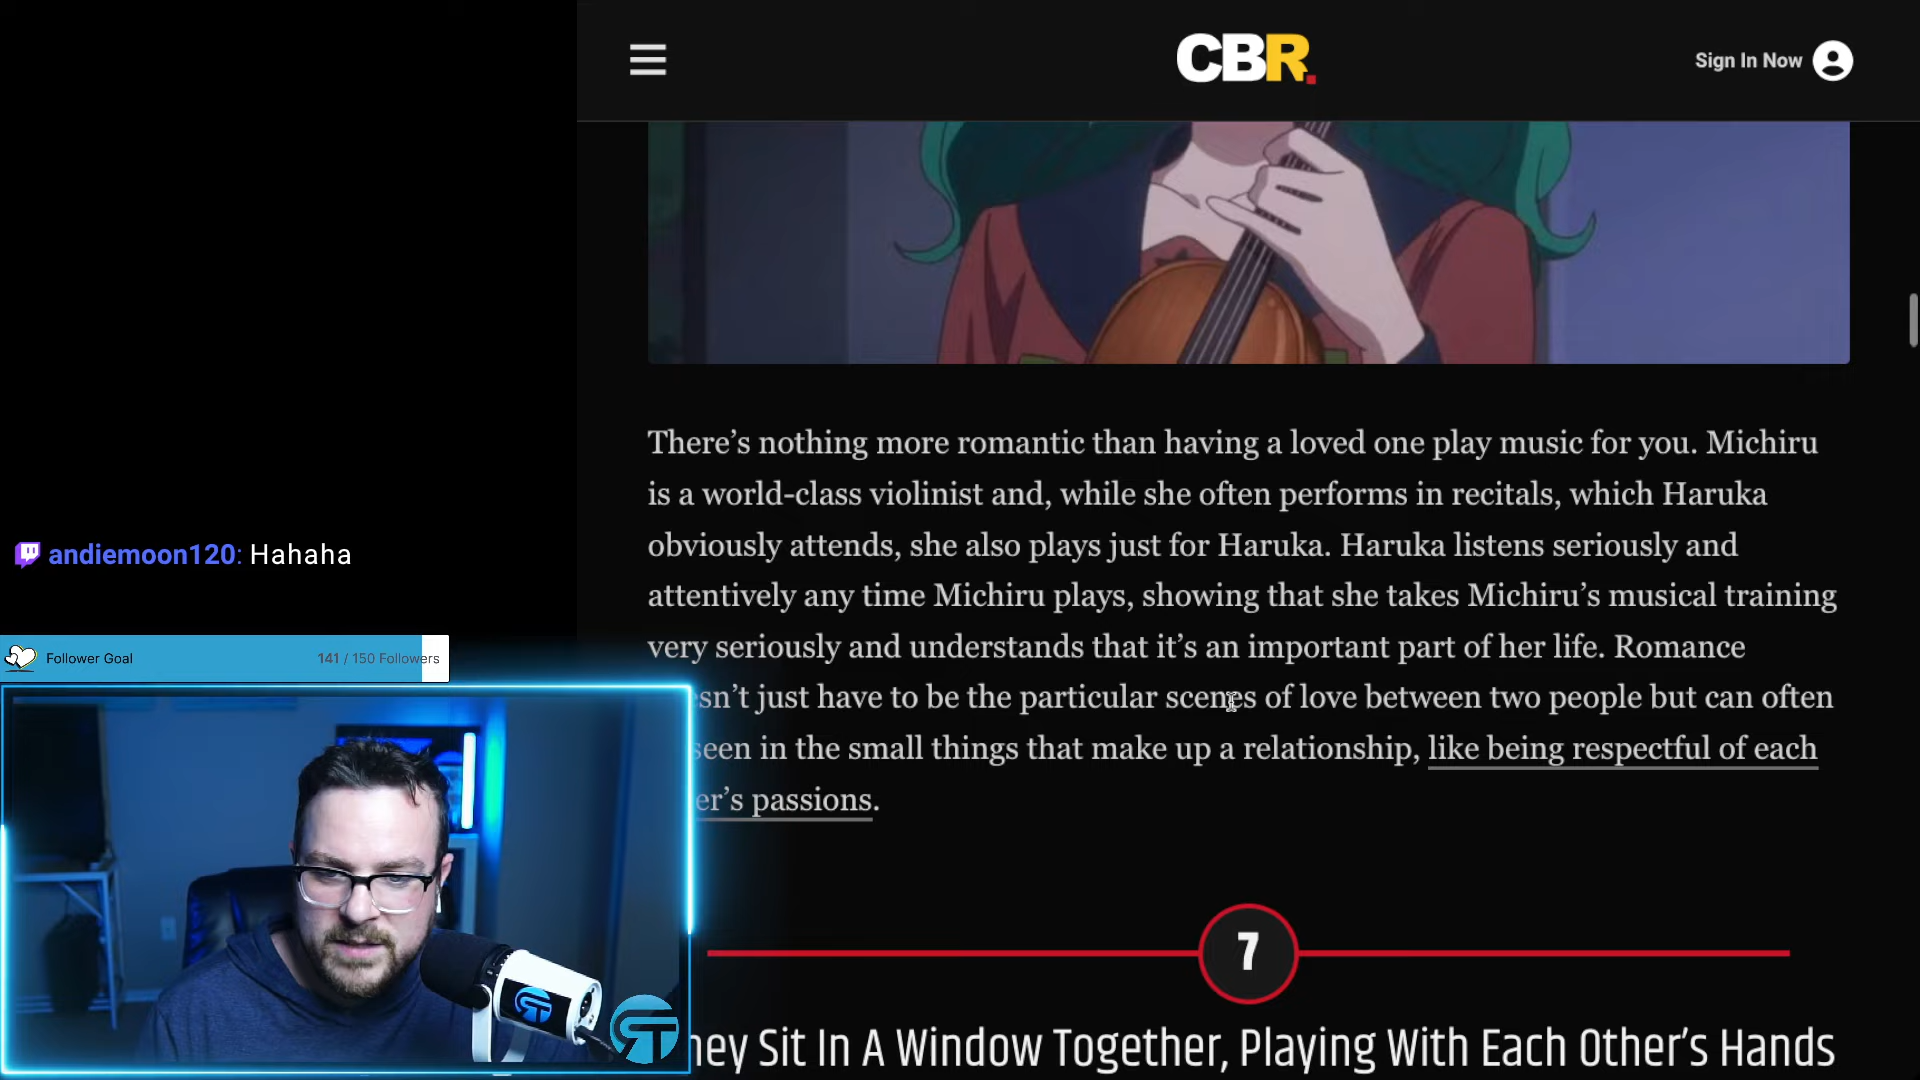 CBR.
Sign In Now
There's nothing more romantic than having a loved one play music for you. Michiru
is a world-class violinist and, while she often performs in recitals, which Haruka
obviously attends, she also plays just for Haruka. Haruka listens seriously and
attentively any time Michiru plays, showing that she takes Michiru's musical training
very seriously and understands that it's an important part of her life. Romance
esn't just have to be the particular scenes of love between two people but can often
seen in the small things that make up a relationship, like being respectful of each
er's passions.
7
hey Sit In A Window Together, Playing With Each Other's Hands
andiemoon120: Hahaha
Follower Goal
141 / 150 Followers